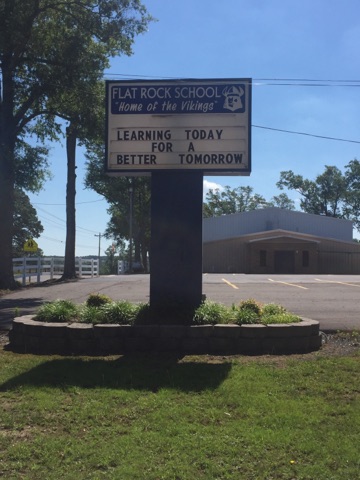 FLAT ROCK SCHOOL
"Home of the Vikings"
LEARNING TODAY
FOR A
BETTER TOMORROW